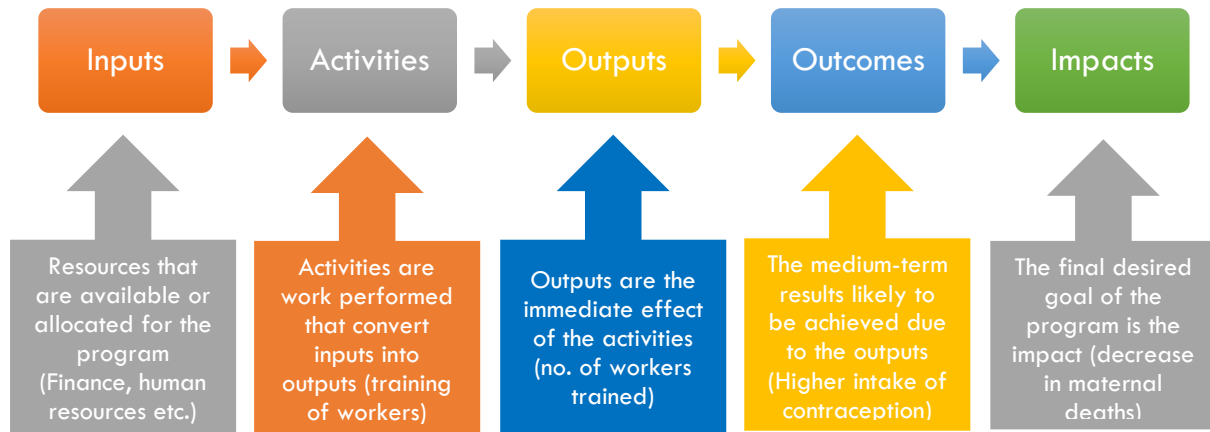 Inputs
Activities
Outputs
Outcomes
Impacts
Resources that
are available or
allocated for the
program
(Finance, human
resources etc.)
Activities are
work performed
that convert
inputs into
outputs (training
of workers)
Outputs are the
immediate effect
of the activities
(no. of workers
trained)
The medium-term
results likely to
be achieved due
to the outputs
(Higher intake of
contraception)
The final desired
goal of the
program is the
impact (decrease
in maternal
deaths)